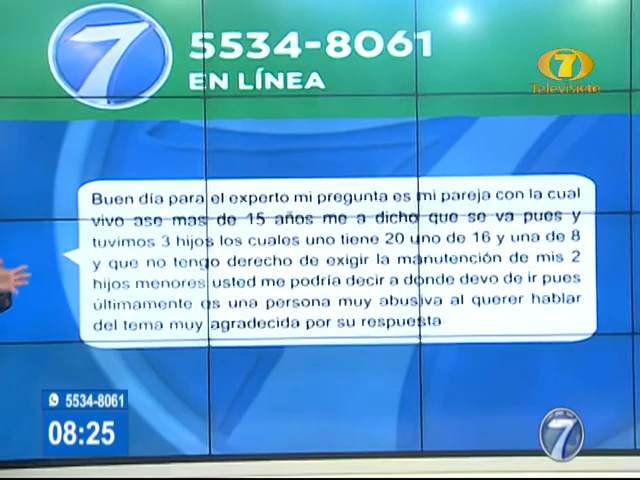 7
5534-8061
EN LÍNEA
7
Televisiete
Buen día para el experto mi pregunta es mi pareja con la cual
vivo ase mas de 15 años me a dicho que se va pues y
tuvimos 3 hijos los cuales uno tiene 20 uno de 16 y una de 8
y que no tengo derecho de exigir la manutención de mis 2
hijos menores usted me podría decir a donde devo de ir pues
últimamente es una persona muy abusiva al querer hablar
del tema muy agradecida por su respuesta
5534-8061
08:25
7